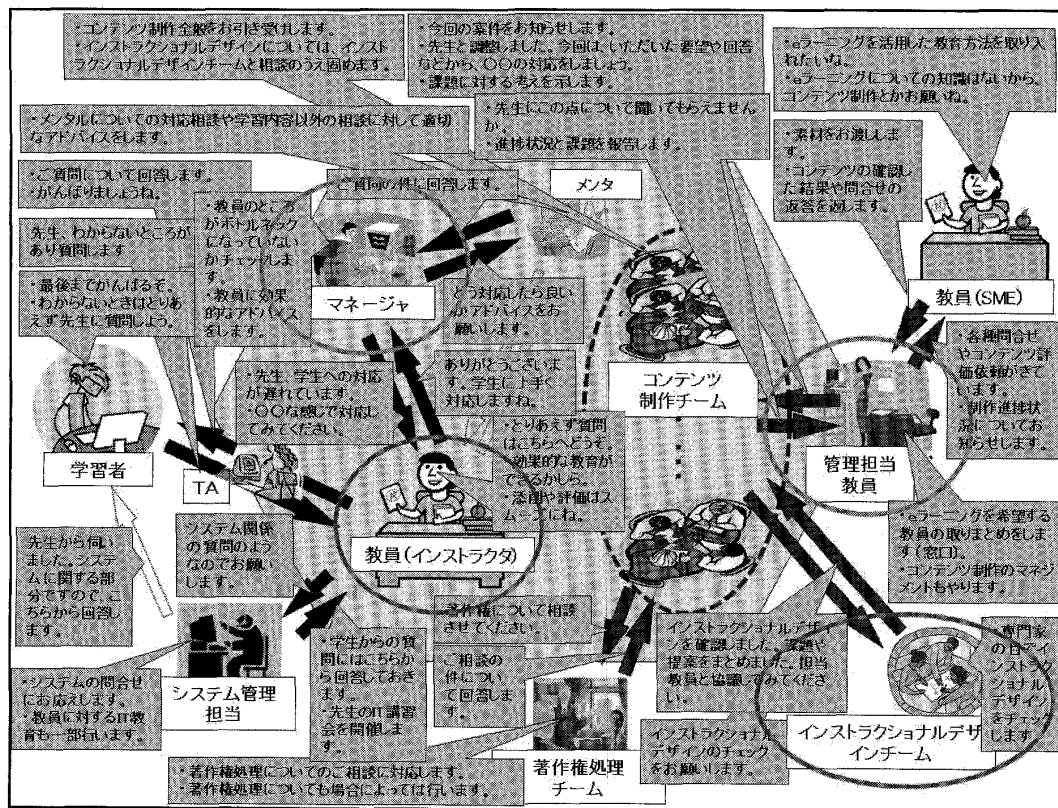 ・コンテンツ制作全般をお引き受けします。
・インストラクショナルデザインについては、インスト
ラクショナルデザインチームと相談のうえ固めます。
・今回の案件をお知らせします。
・先生と調整しました。今回は、いただいた要望や回答
などから、〇〇の対応をしましょう。
・課題に対する考えを示します。
・eラーニングを活用した教育方法を取り入
れたいな。
・eラーニングについての知識はないから、
コンテンツ制作とかお願いね。
・先生にこの点について聞いてもらえません
か。
・進捗状況と課題を報告します。
・メンタルについての対応相談や学習内容以外の相談に対して適切
なアドバイスをします。
・素材をお渡ししま
す。
・コンテンツの確認し
た結果や問合せの
返答を返します。
・ご質問について回答します。
・がんばりましょうね。
ご質問の件に回答します。
メンタ
・教員のところ
がボトルネック
になっていない
かチェックしま
す。
・教員に効果
的なアドバイス
をします。
先生、わからないところが
あり質問します
・最後までがんばるぞ。
・わからないときはとりあ
えず先生に質問しよう。
マネージャ
どう対応したら良い
かアドバイスをお
願いします。
教員(SME)
・各種問合せ
やコンテンツ評
価依頼がきて
います。
・制作進捗状
況についてお
知らせします。
・先生、学生への対応
が遅れています。
・〇〇な感じで対応し
てみてください。
ありがとうございま
す。学生に上手く
対応しますね。
コンテンツ
制作チーム
・とりあえず質問
はこちらへどうぞ。
・効果的な教育が
できるかしら。
・添削や評価はス
ムーズにね。
学習者
TA
管理担当
教員
教員(インストラクタ)
・eラーニングを希望する
教員の取りまとめをしま
す(窓口)。
・コンテンツ制作のマネジ
メントもやります。
先生から伺い
ました。システ
ムに関する部
分ですので、こ
ちらから回答し
ます。
システム関係
の質問のよう
なのでお願い
します。
著作権について相談
させてください。
インストラクショナルデザイ
ンを確認しました。課題や
提案をまとめました。担当
教員と協議してみてくださ
い。
・専門家
の目でイ
ンストラク
ショナル
デザイン
をチェック
します。
・学生からの質
問にはこちらか
ら回答しておき
ます。
・先生のIT講習
会を開催しま
す。
ご相談の
件につい
て回答しま
す。
・システムの問合せ
にお応えします。
・教員に対するIT教
育も一部行います。
システム管理
担当
インストラクショナルデザ
インチーム
インストラクショナル
デザインのチェック
をお願いします。
著作権処理
チーム
・著作権処理についてのご相談に対応します。
・著作権処理についても場合によっては行います。